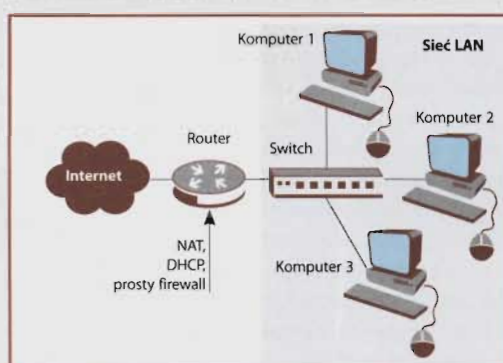 Komputer 1
Sieć LAN
Komputer 2
Router
Switch
Internet
NAT,
DHCP,
prosty firewall
Komputer 3